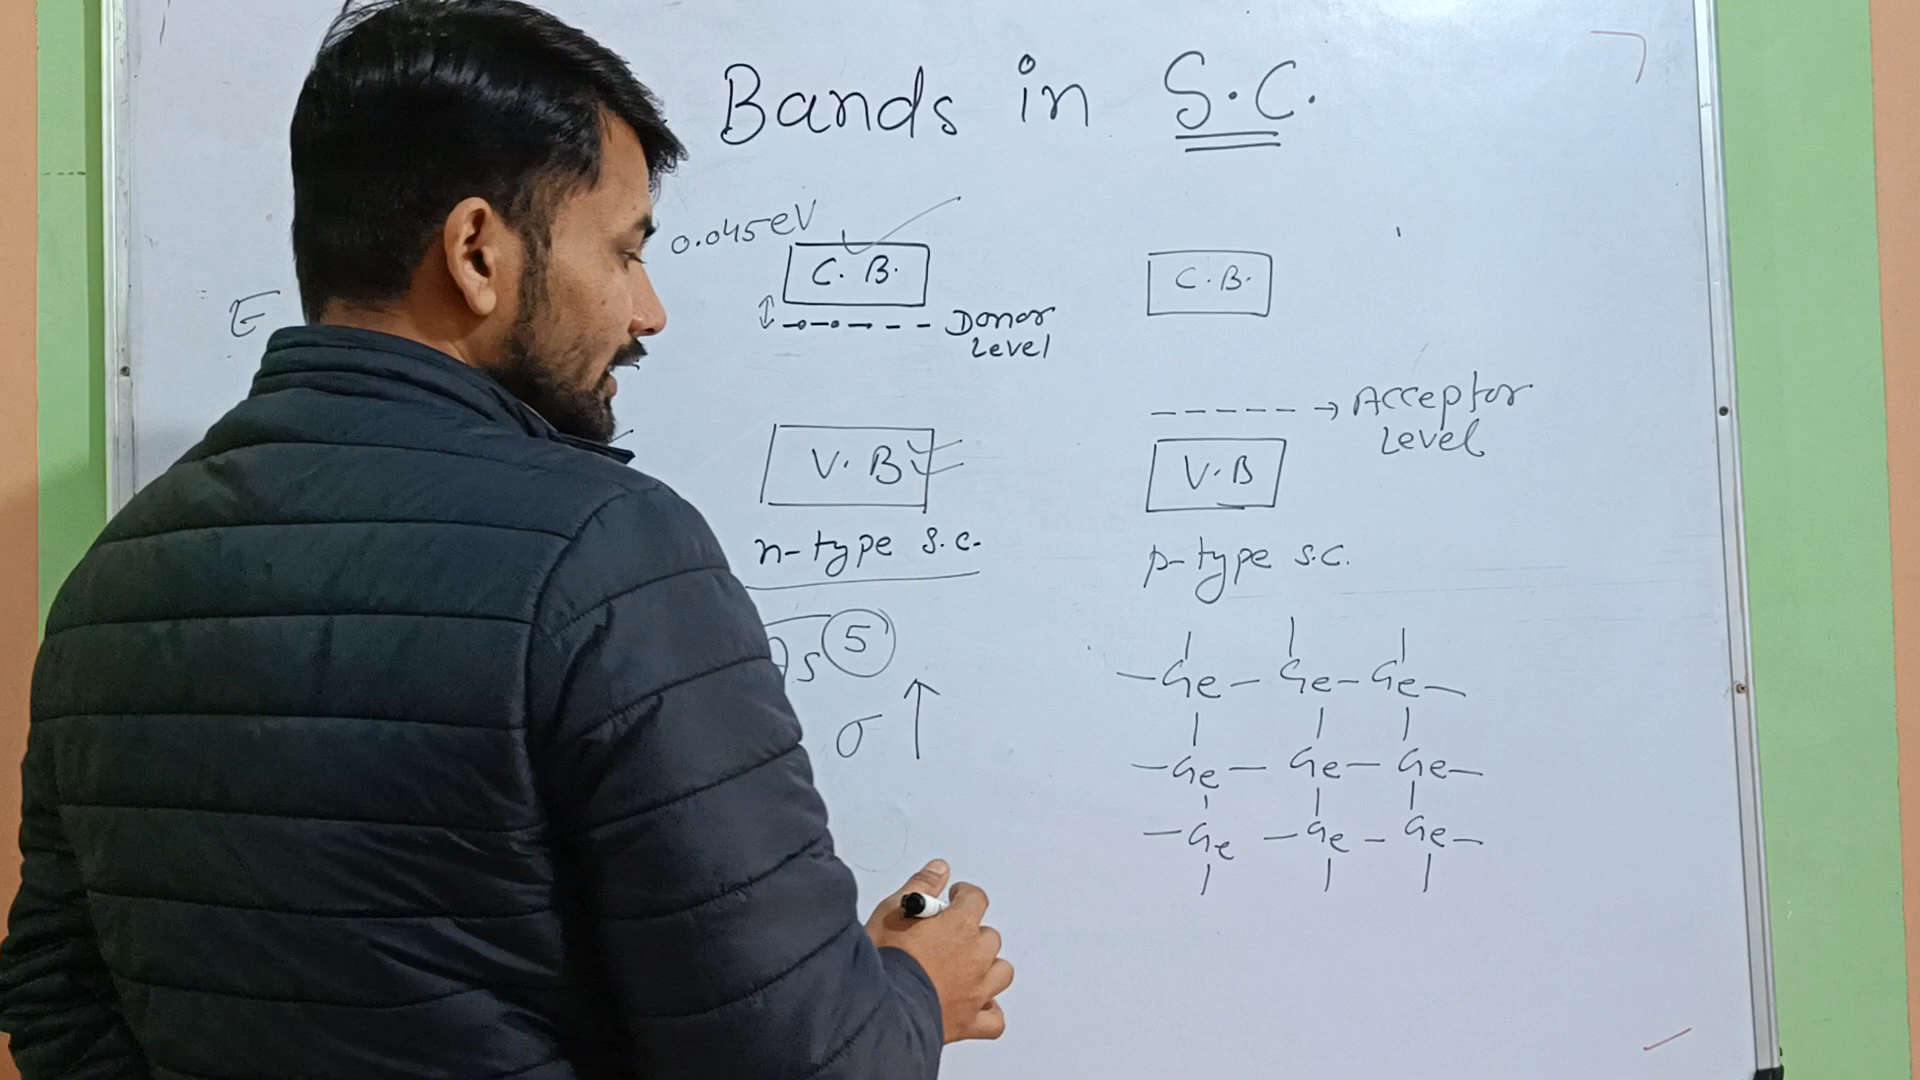 Bands in S.C.
E
0.045eV
C. B.
Donor
Level
V. B
n-type s.c.
As 5
σ ↑
C.B.
→ Acceptor
Level
V.B
p-type s.c.
-Ge-Ge-Ge-
-Ge-Ge-Ge-
-Ge -Ge-Ge-